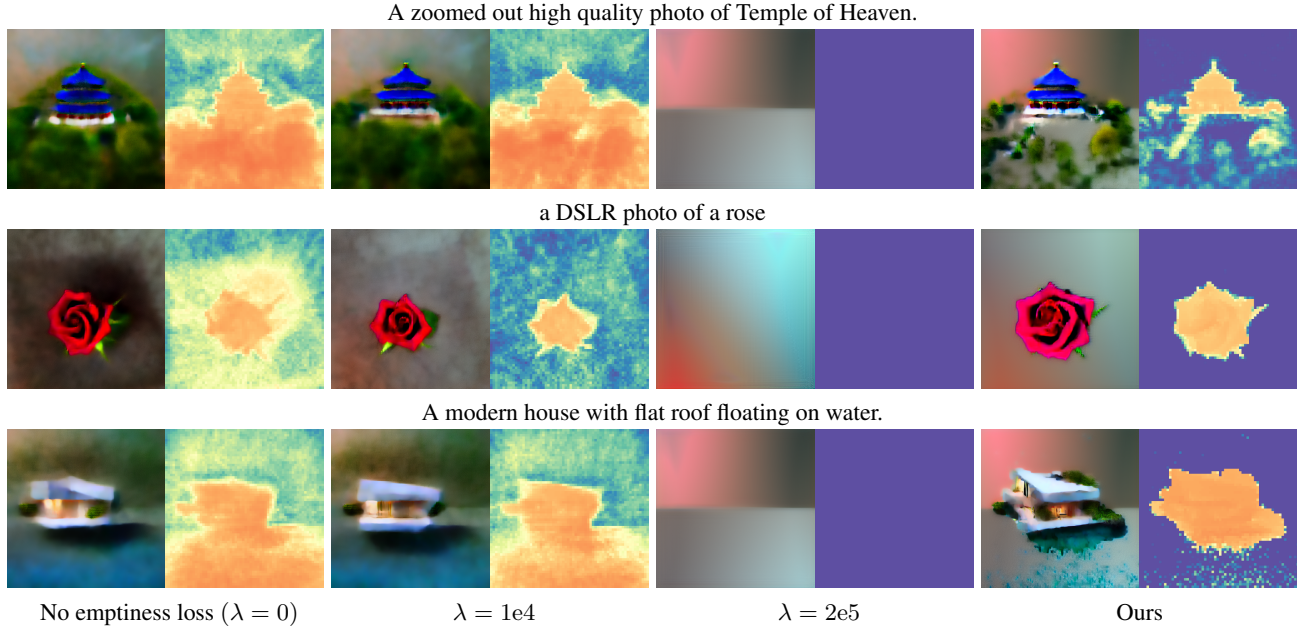 A zoomed out high quality photo of Temple of Heaven.
a DSLR photo of a rose
A modern house with flat roof floating on water.
No emptiness loss (λ = 0) λ = 1e4 λ = 2e5 Ours